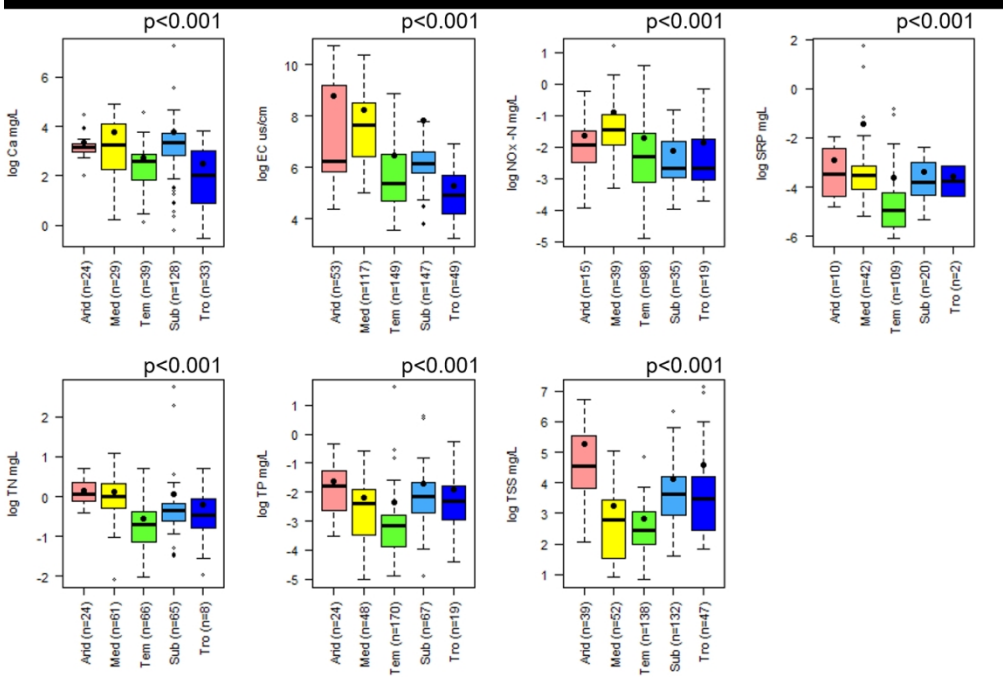 p<0.001
p<0.001
p<0.001
p<0.001
log Ca mg/L
6
4
2
0
Arid (n=24)
Med (n=29)
Tem (n=39)
Sub (n=128)
Tro (n=33)
log EC us/cm
10
8
6
4
Arid (n=53)
Med (n=117)
Tem (n=149)
Sub (n=147)
Tro (n=49)
log NOx -N mg/L
1
0
-1
-2
-3
-4
-5
Arid (n=15)
Med (n=39)
Tem (n=98)
Sub (n=35)
Tro (n=19)
log SRP mgL
2
0
-2
-4
-6
Arid (n=10)
Med (n=42)
Tem (n=109)
Sub (n=20)
Tro (n=2)
p<0.001
p<0.001
p<0.001
log TN mgL
2
1
0
-1
-2
Arid (n=24)
Med (n=61)
Tem (n=66)
Sub (n=65)
Tro (n=8)
log TP mg/L
1
0
-1
-2
-3
-4
-5
Arid (n=24)
Med (n=48)
Tem (n=170)
Sub (n=67)
Tro (n=19)
log TSS mg/L
7
6
5
4
3
2
1
Arid (n=39)
Med (n=52)
Tem (n=138)
Sub (n=132)
Tro (n=47)